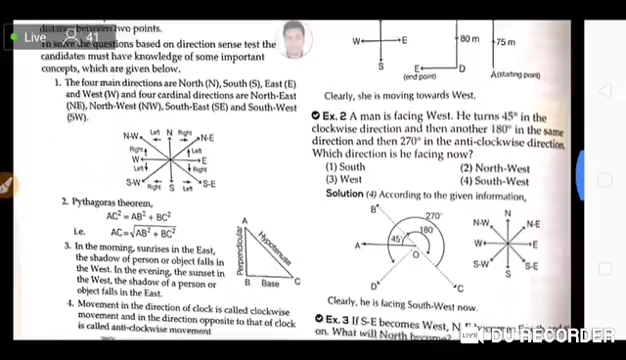 Live 41
distance between two points.
To solve the questions based on direction sense test the
candidates must have knowledge of some important
concepts, which are given below.
1. The four main directions are North (N), South (S), East (E)
and West (W) and four cardinal directions are North-East
(NE), North-West (NW), South-East (SE) and South-West
(SW).
N-W Left N Right N-E
Right Left
W E
Left Right
S-W Right S Left S-E
2. Pythagoras theorem,
AC² = AB² + BC²
i.e. AC=√AB² + BC²
A
Perpendicular
Hypotenuse
B Base C
3. In the morning, sunrises in the East,
the shadow of person or object falls in
the West. In the evening, the sunset in
the West, the shadow of a person or
object falls in the East.
4. Movement in the direction of clock is called clockwise
movement and in the direction opposite to that of clock
is called anti-clockwise movement
W E
S
80 m 75 m
E D
(end point)
A(starting point)
Clearly, she is moving towards West.
Ex. 2 A man is facing West. He turns 45° in the
clockwise direction and then another 180° in the same
direction and then 270° in the anti-clockwise direction.
Which direction is he facing now?
(1) South (2) North-West
(3) West (4) South-West
Solution (4) According to the given information,
B
270°
180
45°
A
O
D
C
N
N-W N-E
W E
S-W S-E
S
Clearly, he is facing South-West now.
Ex. 3 If S-E becomes West, N
on. What will North become?
LIVE DU RECORDER